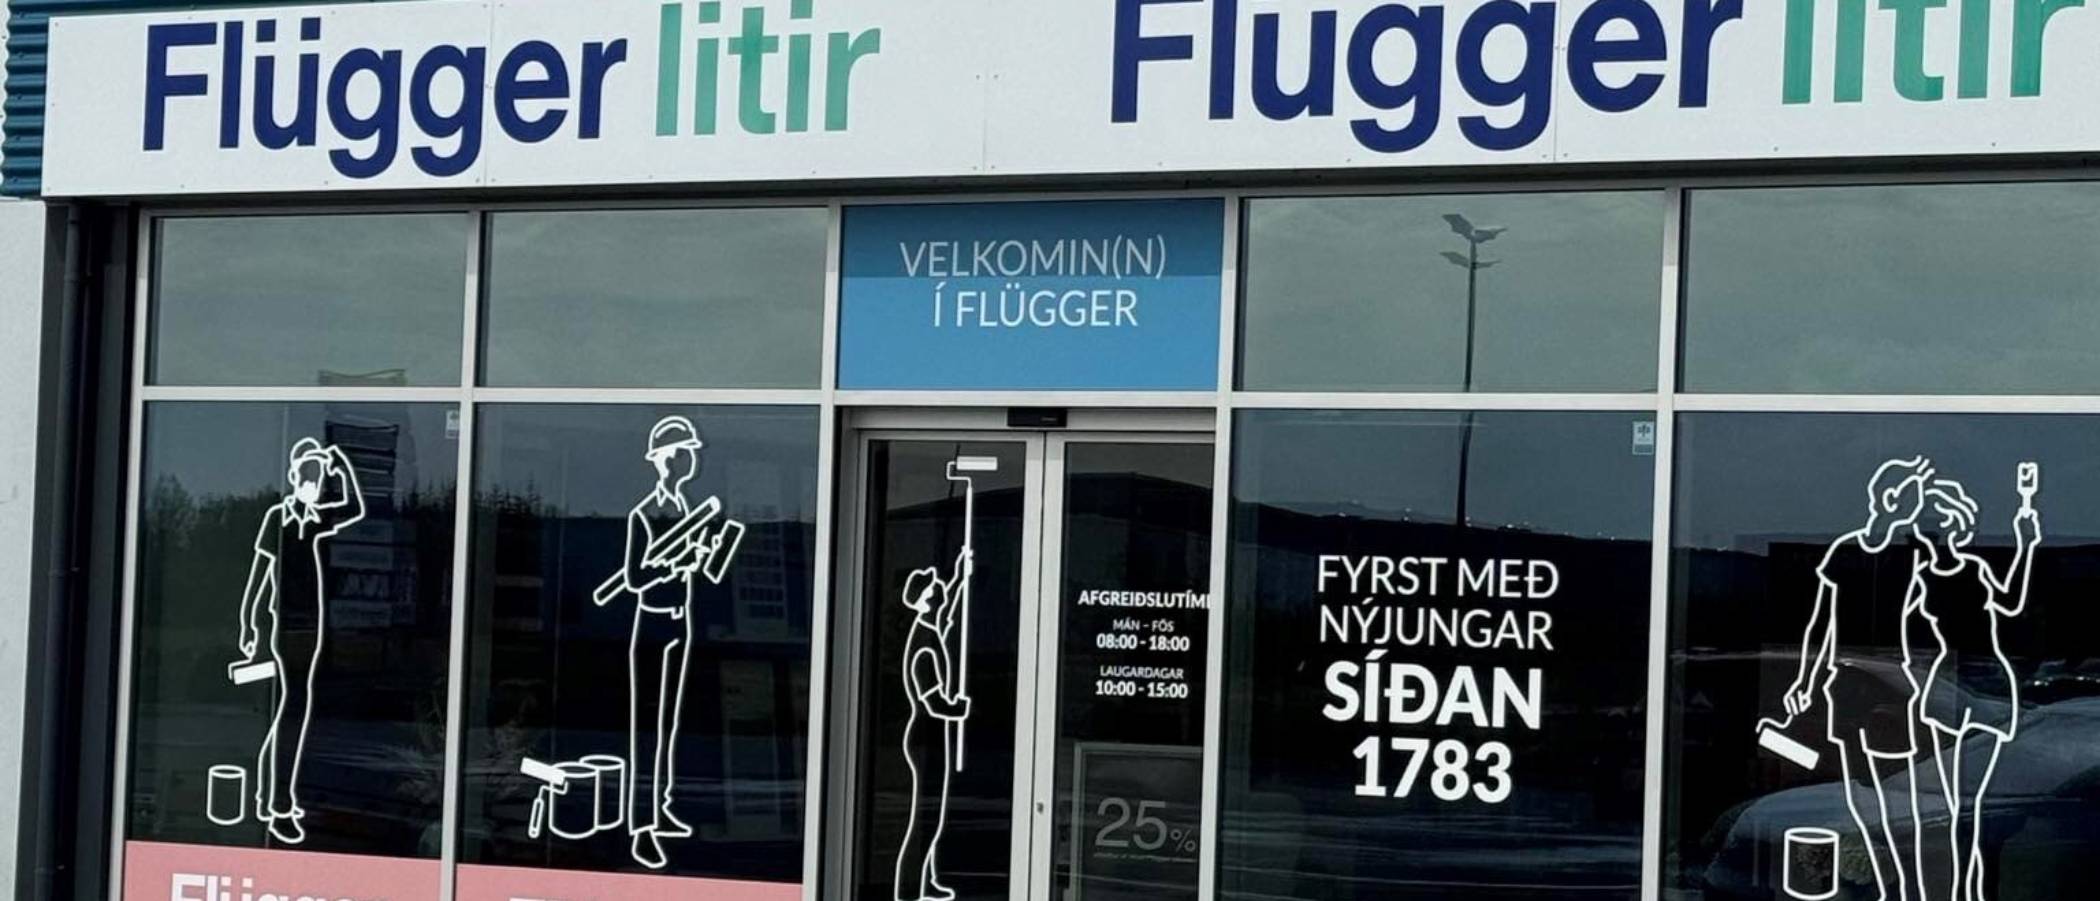 Flügger litir
Flügger litir
VELKOMIN(N)
Í FLÜGGER
AFGREIÐSLUTÍMI
MÁN - FÖS
08:00 - 18:00
LAUGARDAGAR
10:00 - 15:00
25%
FYRST MEÐ
NÝJUNGAR
SÍÐAN
1783
Flügger